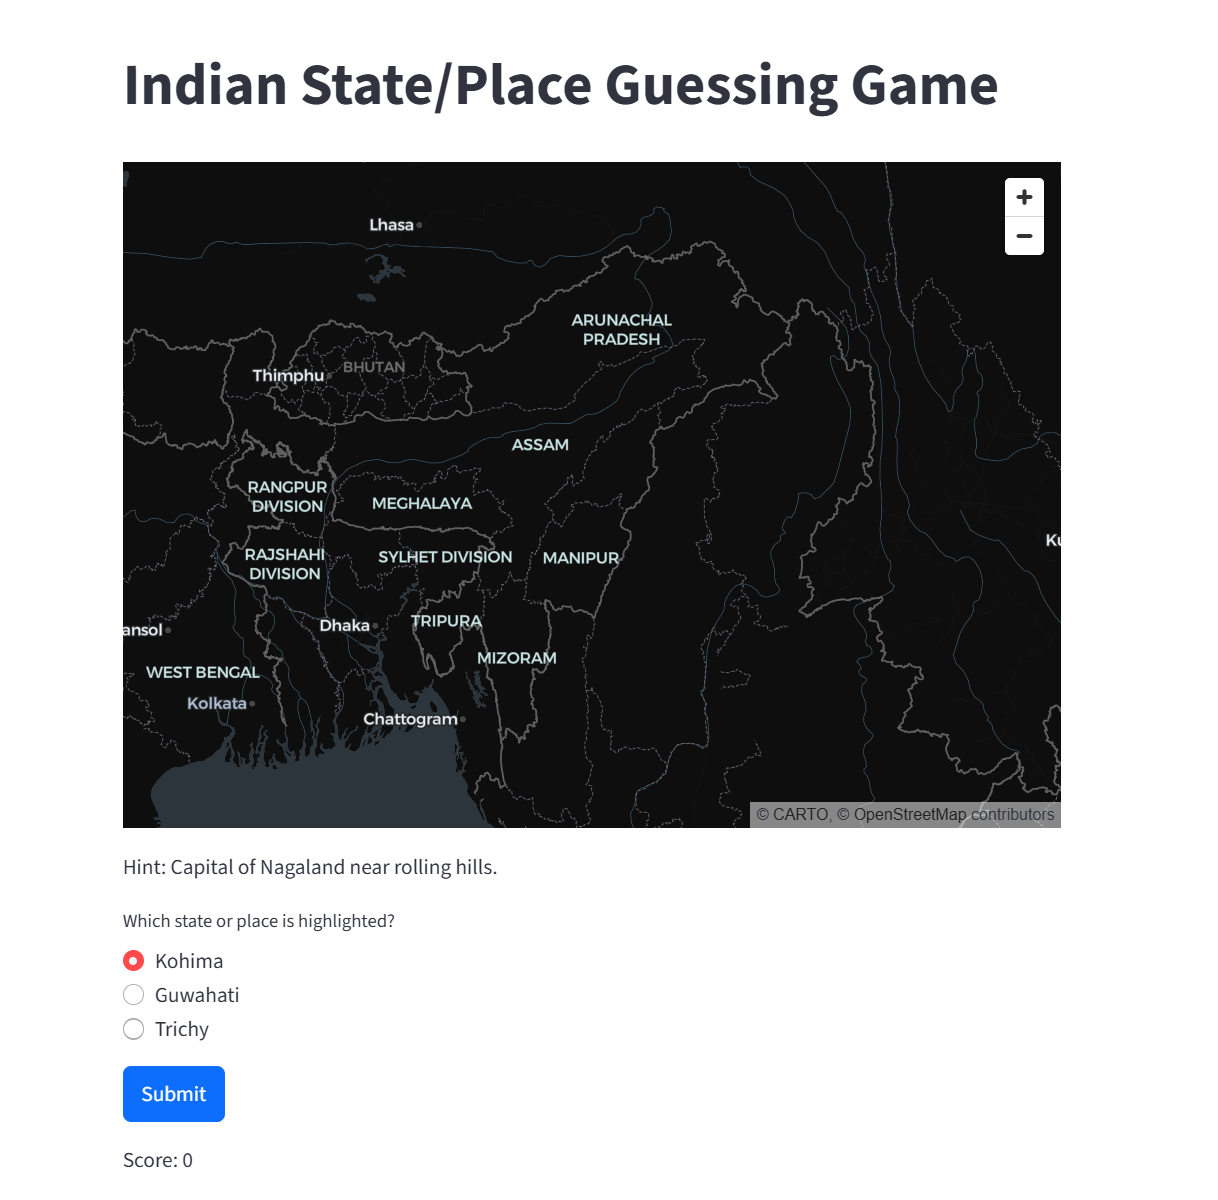 Indian State/Place Guessing Game
Lhasa
ARUNACHAL
PRADESH
BHUTAN
Thimphu
ASSAM
RANGPUR
DIVISION
MEGHALAYA
RAJSHAHI
DIVISION
SYLHET DIVISION
MANIPUR
Ku
ansol
Dhaka
TRIPURA
MIZORAM
WEST BENGAL
Kolkata
Chattogram
© CARTO, © OpenStreetMap contributors
Hint: Capital of Nagaland near rolling hills.
Which state or place is highlighted?
Kohima
Guwahati
Trichy
Submit
Score: 0